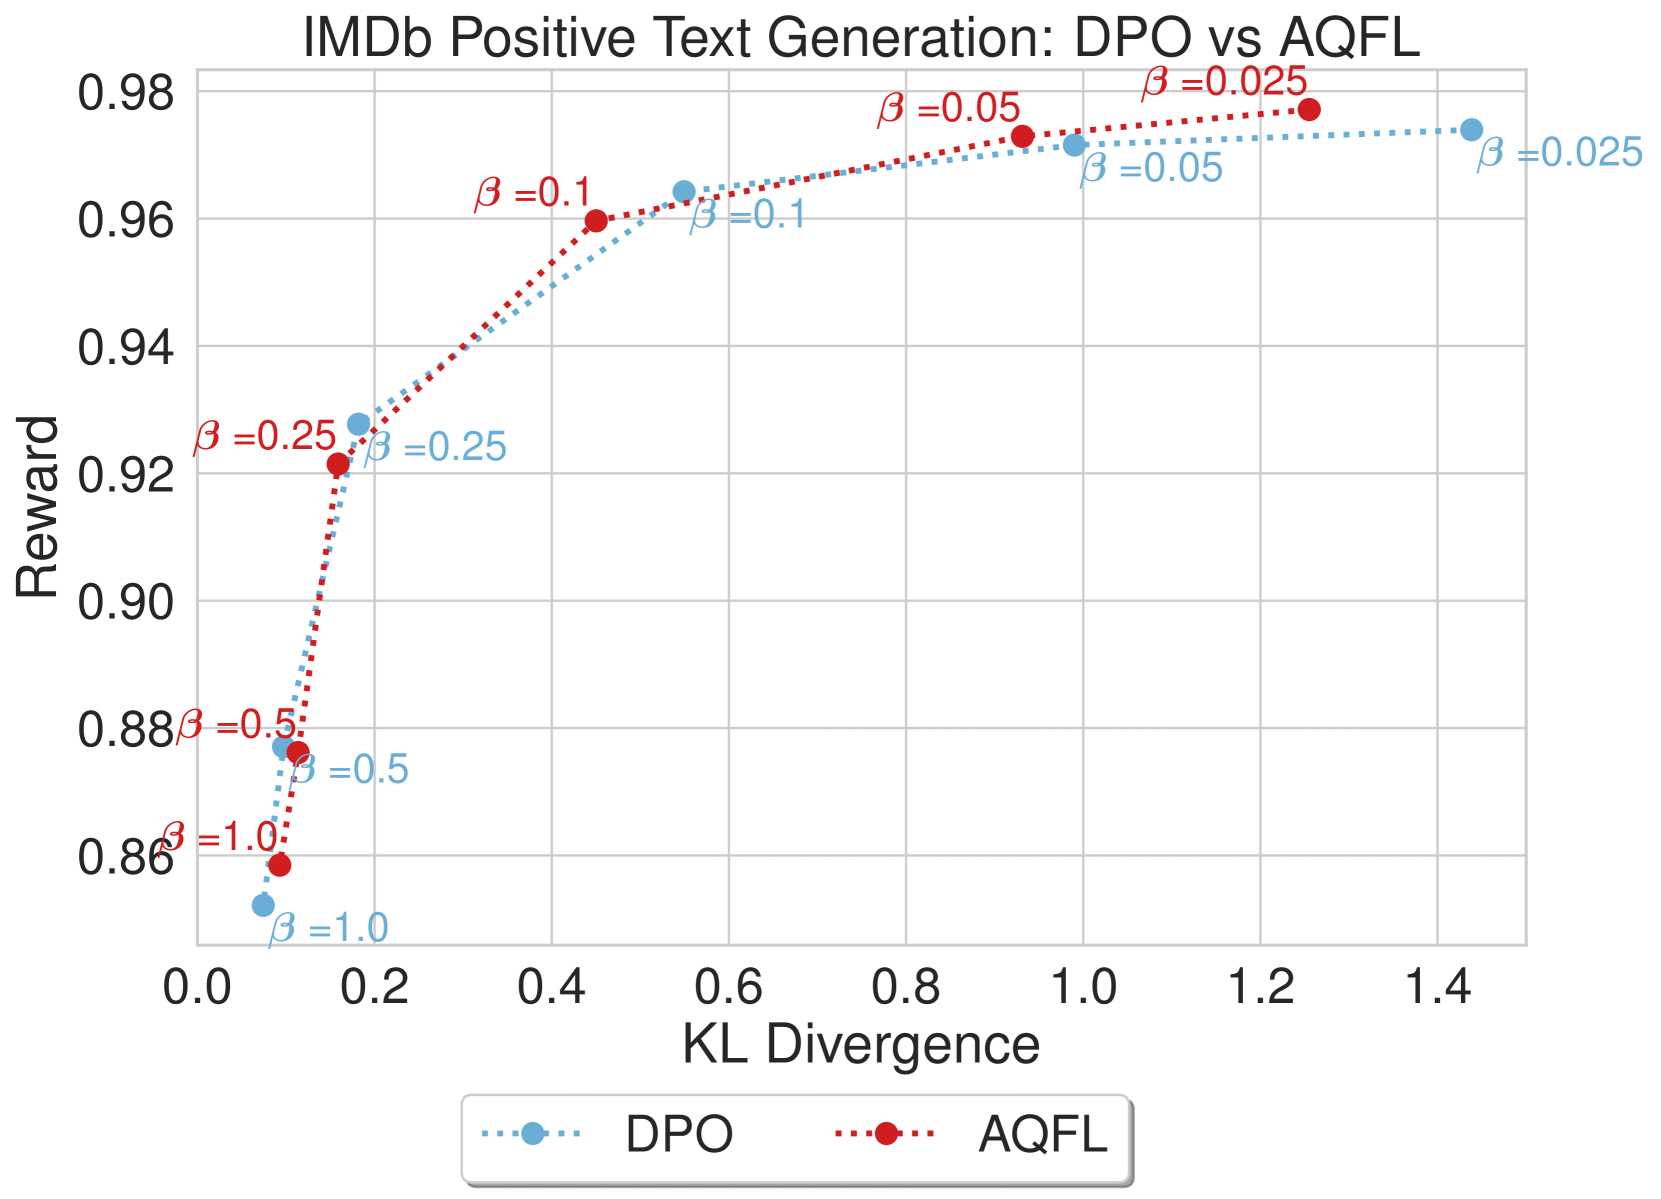 IMDb Positive Text Generation: DPO vs AQFL
0.98
0.96
0.94
0.92
0.90
0.88
0.86
Reward
β =0.025
β =0.05
β =0.025
β =0.05
β =0.1
β =0.1
β =0.25
β =0.25
β =0.5
β =0.5
β =1.0
β =1.0
0.0 0.2 0.4 0.6 0.8 1.0 1.2 1.4
KL Divergence
DPO AQFL